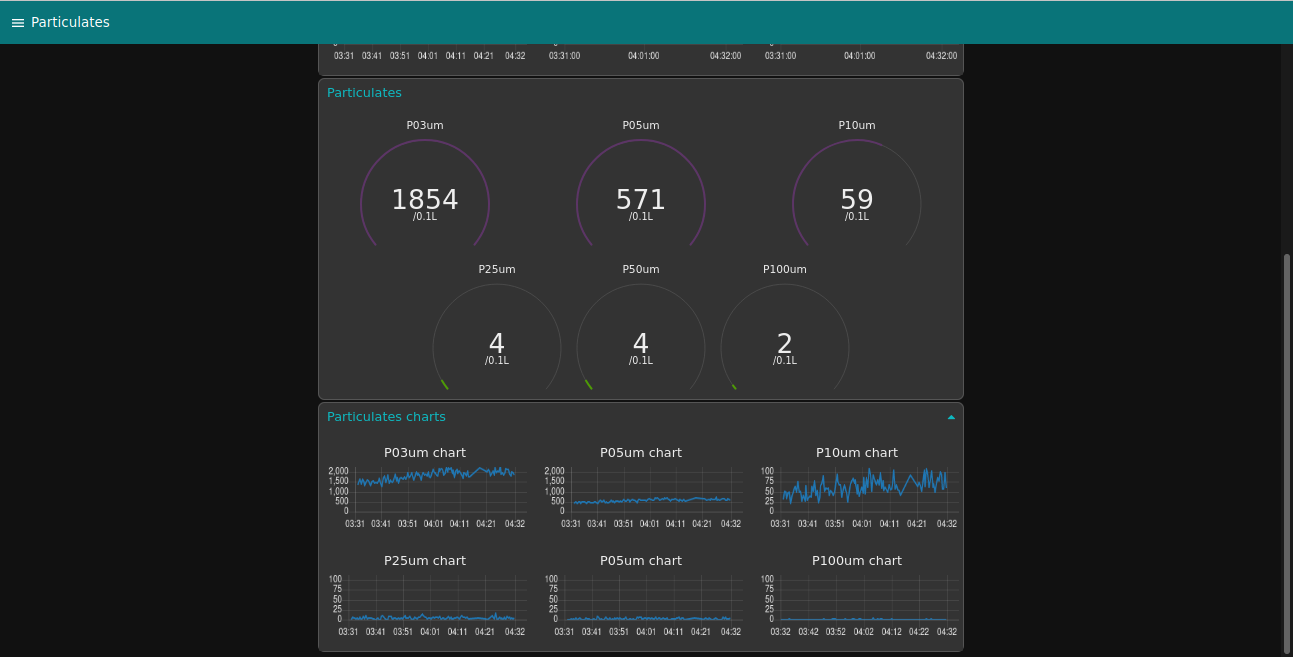 Particulates
03:31 03:41 03:51 04:01 04:11 04:21 04:32 03:31:00 04:01:00 04:32:00 03:31:00 04:01:00 04:32:00
Particulates
P03um P05um P10um
1854 571 59
/0.1L /0.1L /0.1L
P25um P50um P100um
4 4 2
/0.1L /0.1L /0.1L
Particulates charts
P03um chart P05um chart P10um chart
2,000 2,000 100
1,500 1,500 75
1,000 1,000 50
500 500 25
0 0 0
03:31 03:41 03:51 04:01 04:11 04:21 04:32 03:31 03:41 03:51 04:01 04:11 04:21 04:32 03:31 03:41 03:51 04:01 04:11 04:21 04:32
P25um chart P05um chart P100um chart
100 100 100
75 75 75
50 50 50
25 25 25
0 0 0
03:31 03:41 03:51 04:01 04:11 04:21 04:32 03:31 03:41 03:51 04:01 04:11 04:21 04:32 03:32 03:42 03:52 04:02 04:12 04:22 04:32